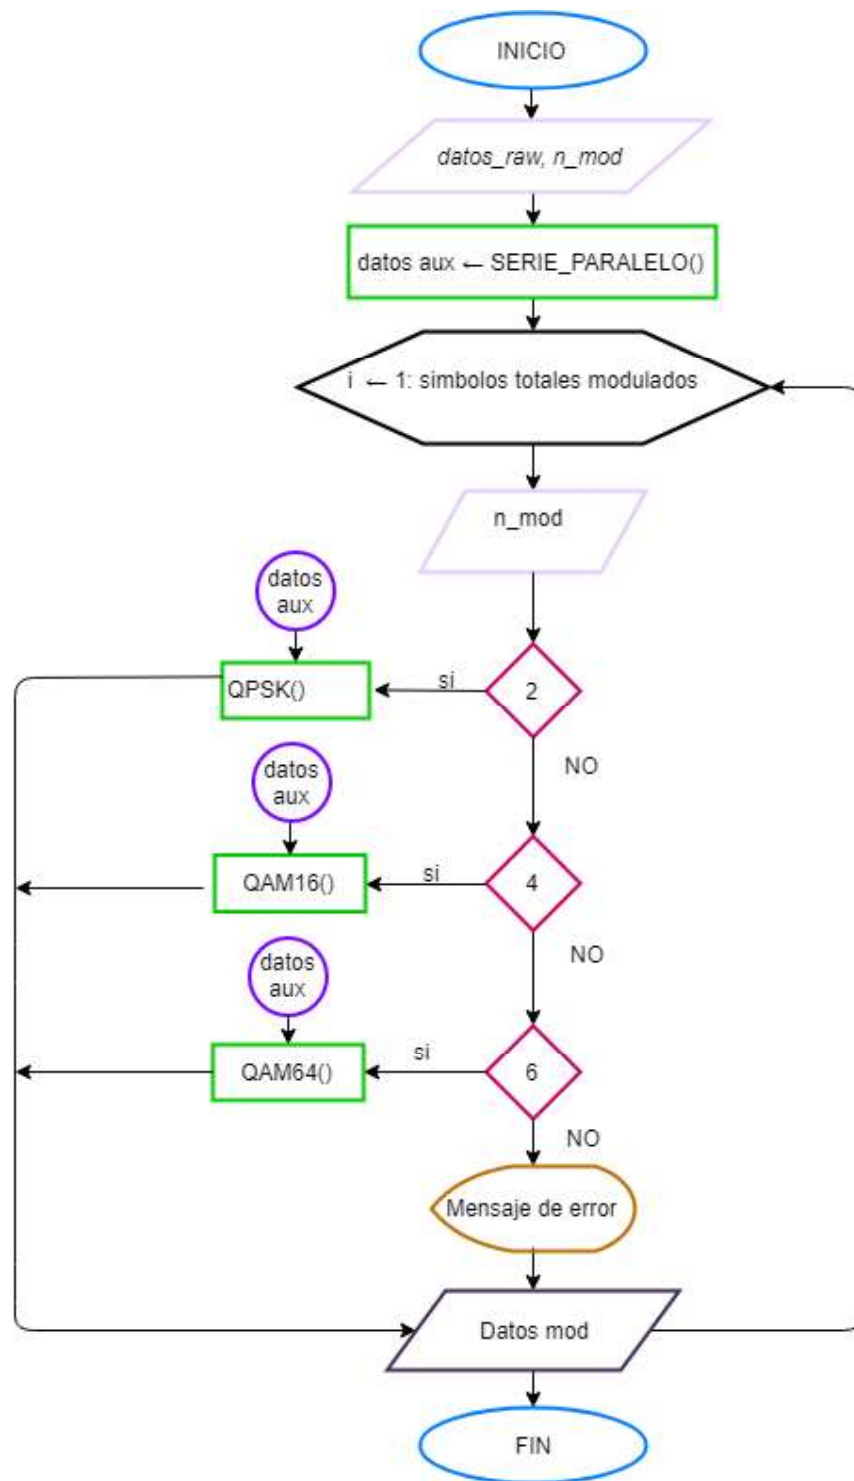 INICIO
datos_raw, n_mod
datos aux ← SERIE_PARALELO()
i ← 1: simbolos totales modulados
n_mod
datos
aux
QPSK()
si
2
NO
datos
aux
QAM16()
si
4
NO
datos
aux
QAM64()
si
6
NO
Mensaje de error
Datos mod
FIN